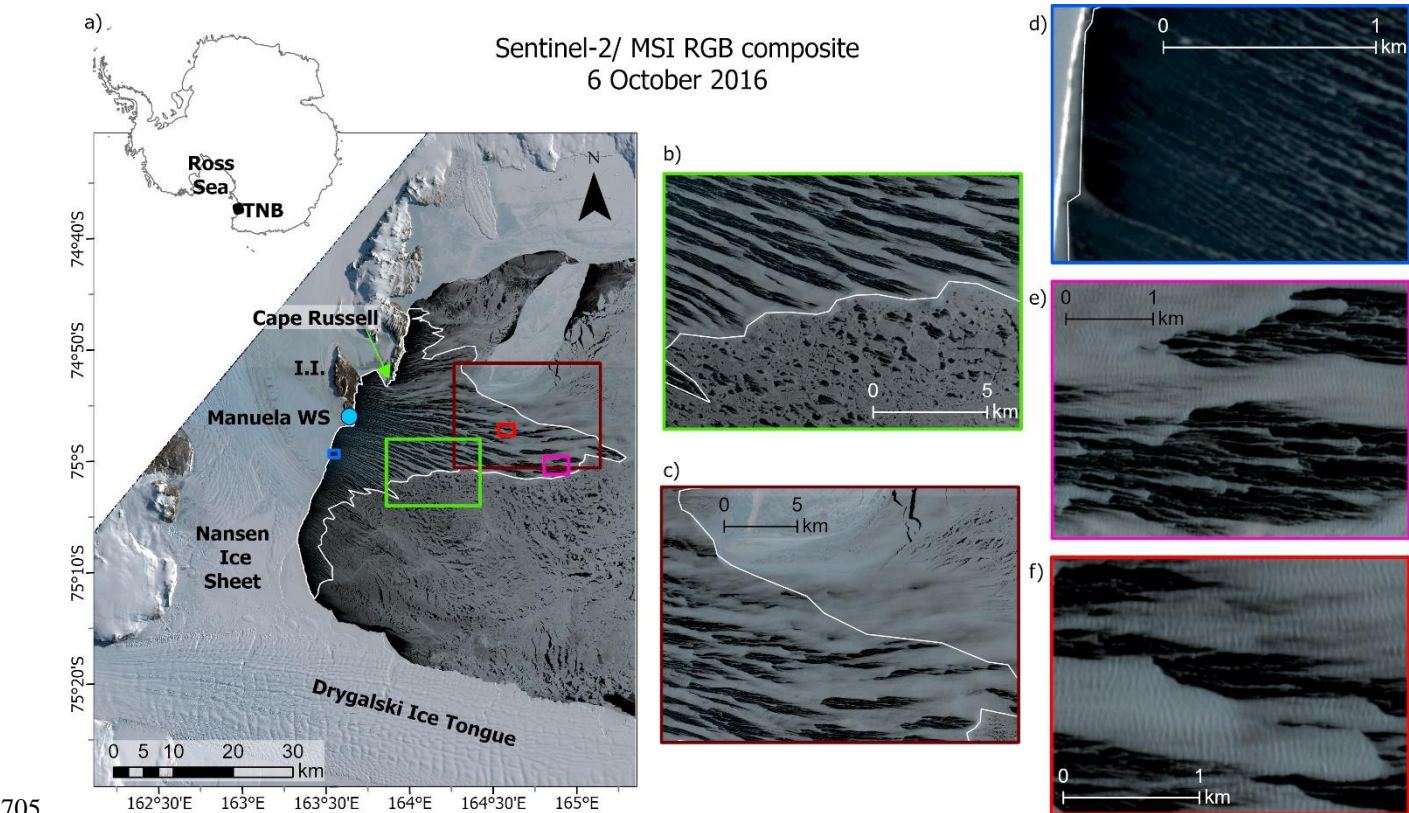 a)
Sentinel-2/ MSI RGB composite
6 October 2016
Ross
Sea
TNB
N
74°40'S
74°50'S
75°S
75°10'S
75°20'S
Cape Russell
I.I.
Manuela WS
Nansen
Ice
Sheet
Drygalski Ice Tongue
0 5 10 20 30
km
162°30'E 163°E 163°30'E 164°E 164°30'E 165°E
b)
0 5
km
c)
0 5
km
d)
0 1
km
e)
0 1
km
f)
0 1
km
705